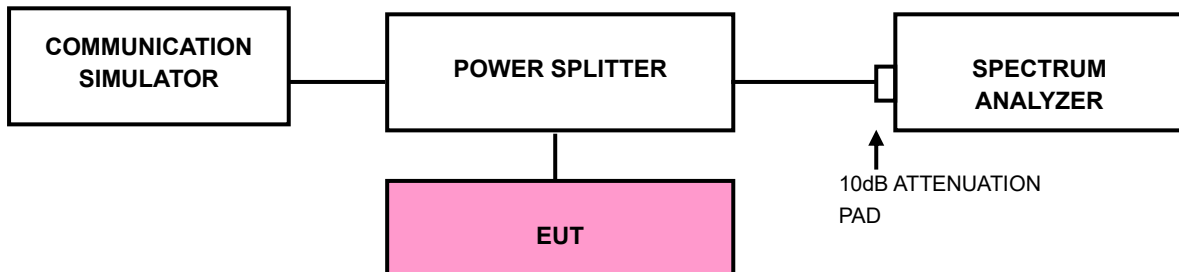 COMMUNICATION
SIMULATOR
POWER SPLITTER
SPECTRUM
ANALYZER
10dB ATTENUATION
PAD
EUT